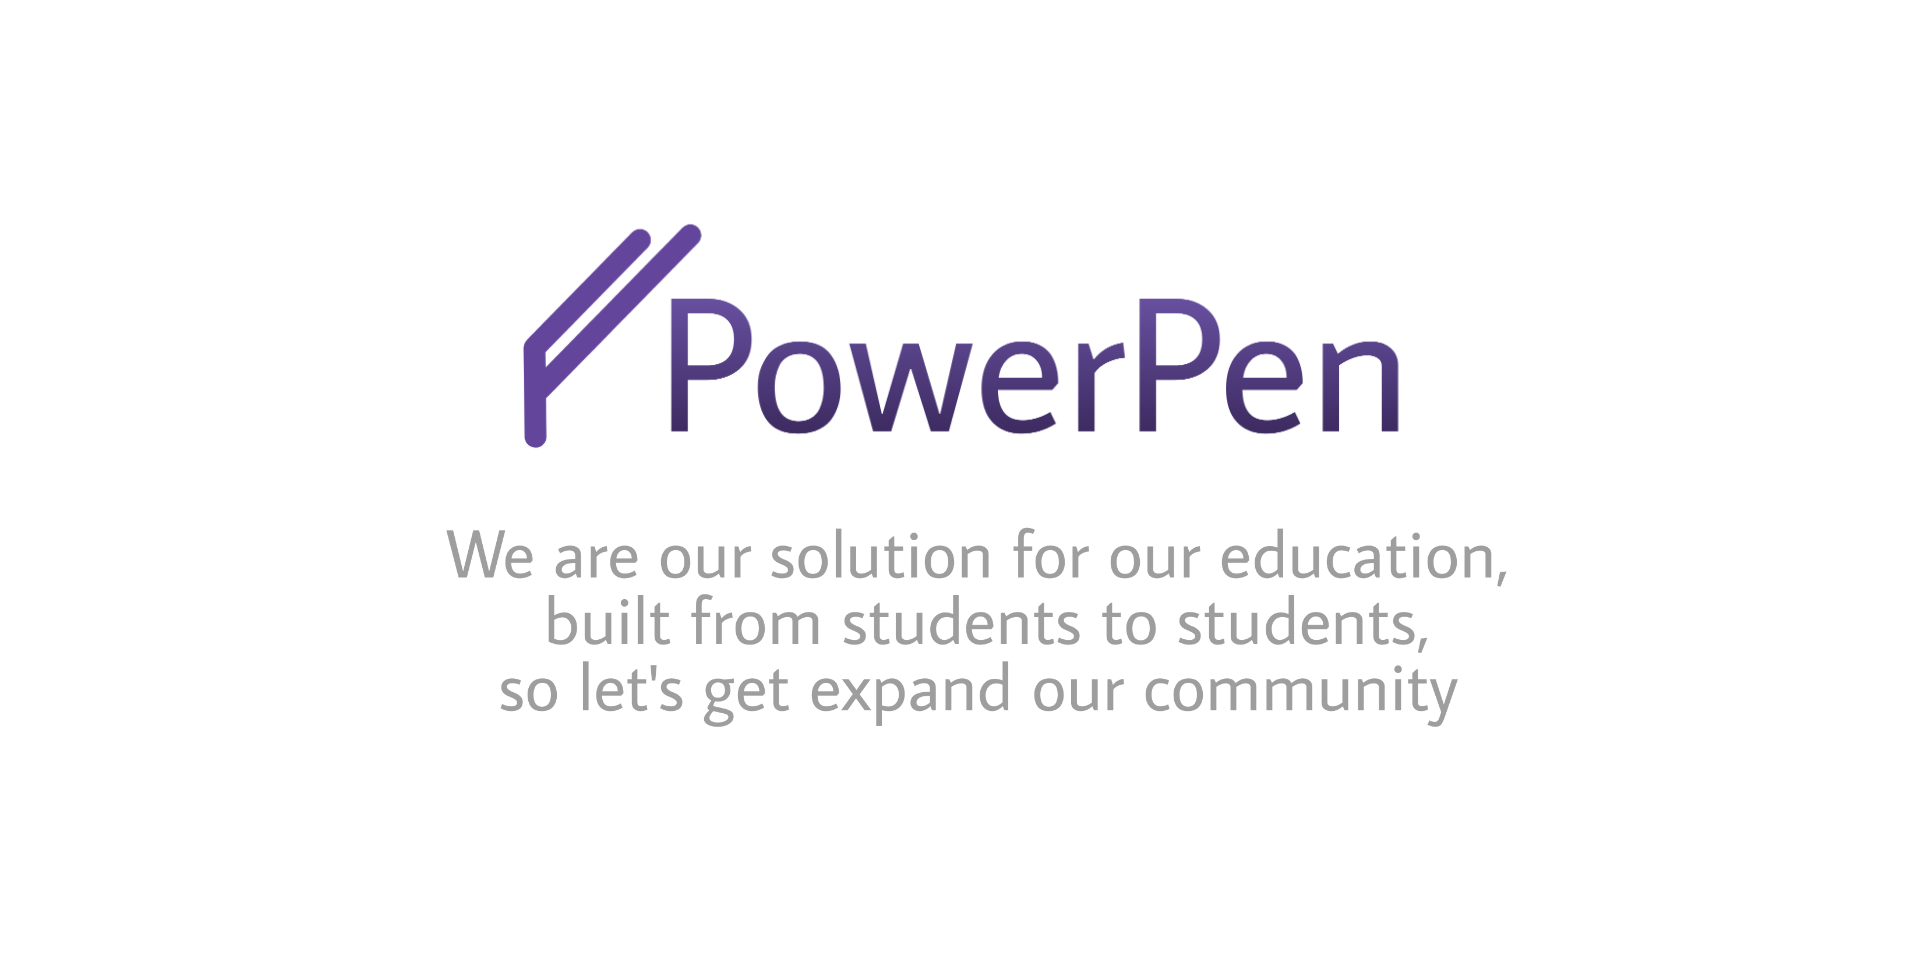 PowerPen
We are our solution for our education,
built from students to students,
so let's get expand our community